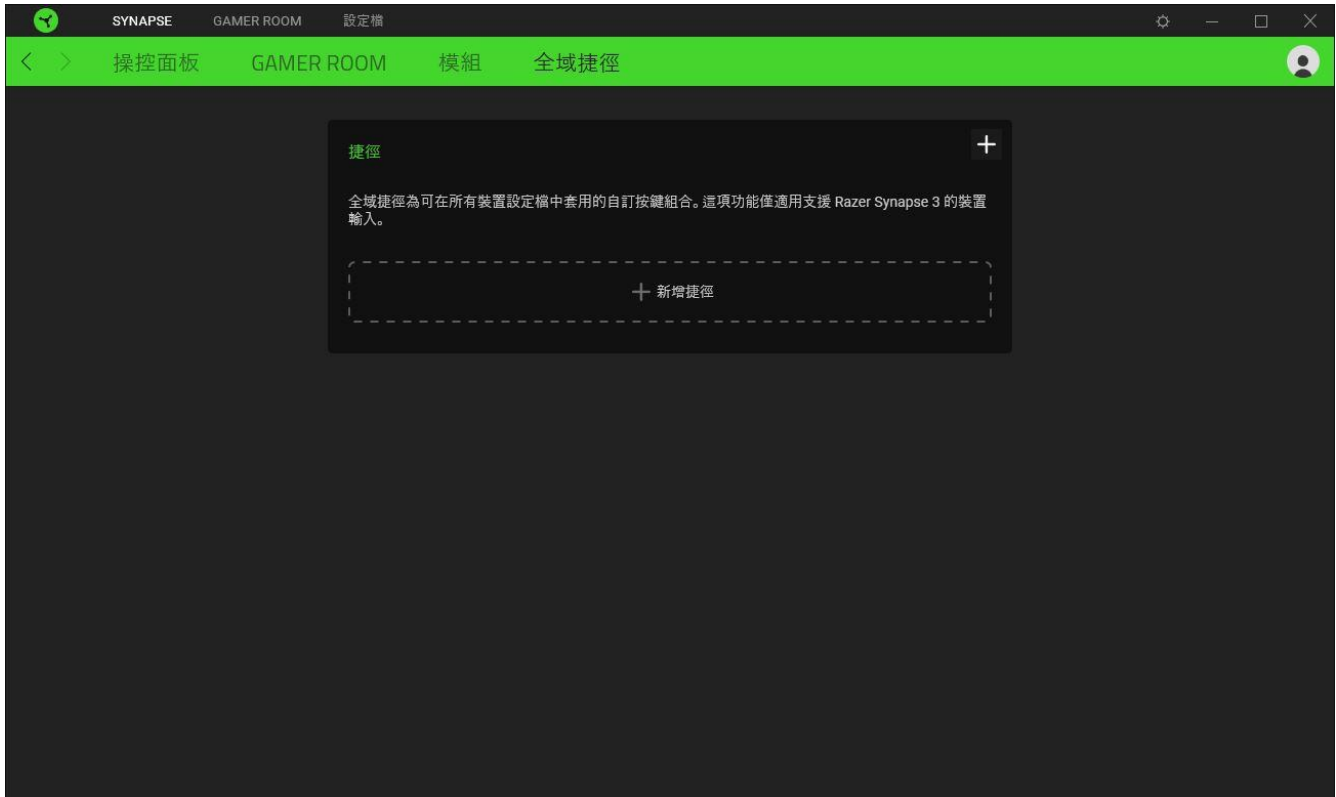 SYNAPSE GAMER ROOM 設定檔
操控面板 GAMER ROOM 模組 全域捷徑
捷徑
全域捷徑為可在所有裝置設定檔中套用的自訂按鍵組合。這項功能僅適用支援 Razer Synapse 3 的裝置
輸入。
新增捷徑